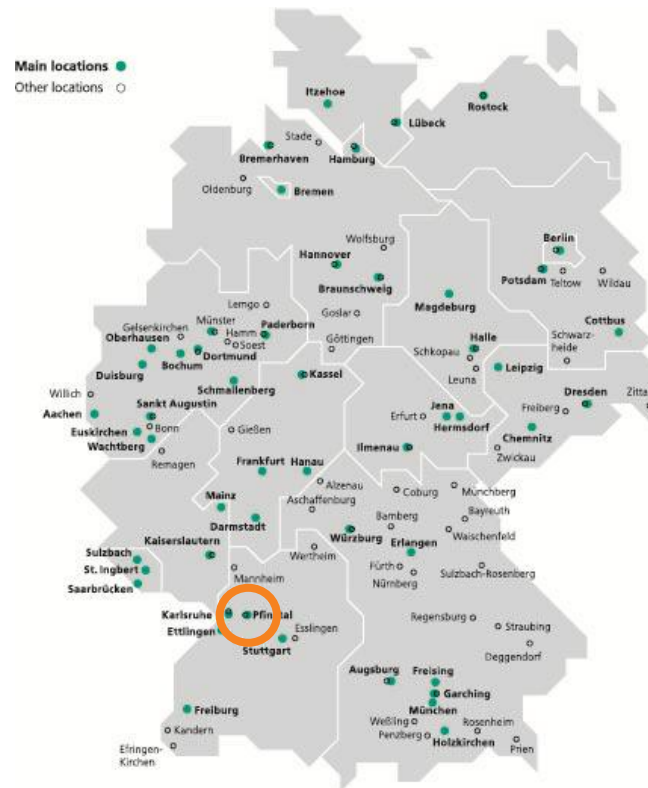 Main locations
Other locations
Itzehoe
Rostock
Lübeck
Stade
Bremerhaven
Hamburg
Oldenburg
Bremen
Wolfsburg
Berlin
Hannover
Potsdam
Teltow
Wildau
Braunschweig
Magdeburg
Lemgo
Goslar
Münster
Paderborn
Cottbus
Gelsenkirchen
Hamm
Oberhausen
Soest
Göttingen
Halle
Schwarz-
heide
Dortmund
Schkopau
Bochum
Leipzig
Duisburg
Kassel
Leuna
Schmallenberg
Willich
Dresden
Zitta
Aachen
Sankt Augustin
Jena
Freiberg
Erfurt
Hermsdorf
Bonn
Gießen
Euskirchen
Chemnitz
Wachtberg
Ilmenau
Zwickau
Remagen
Frankfurt
Hanau
Alzenau
Coburg
Münchberg
Mainz
Aschaffenburg
Bayreuth
Bamberg
Darmstadt
Würzburg
Waischenfeld
Kaiserslautern
Erlangen
Sulzbach
Wertheim
Fürth
St. Ingbert
Mannheim
Nürnberg
Sulzbach-Rosenberg
Saarbrücken
Karlsruhe
Pfinztal
Regensburg
Ettlingen
Esslingen
Straubing
Stuttgart
Deggendorf
Augsburg
Freising
Garching
Freiburg
München
Weßling
Rosenheim
Kandern
Penzberg
Holzkirchen
Prien
Efringen-
Kirchen